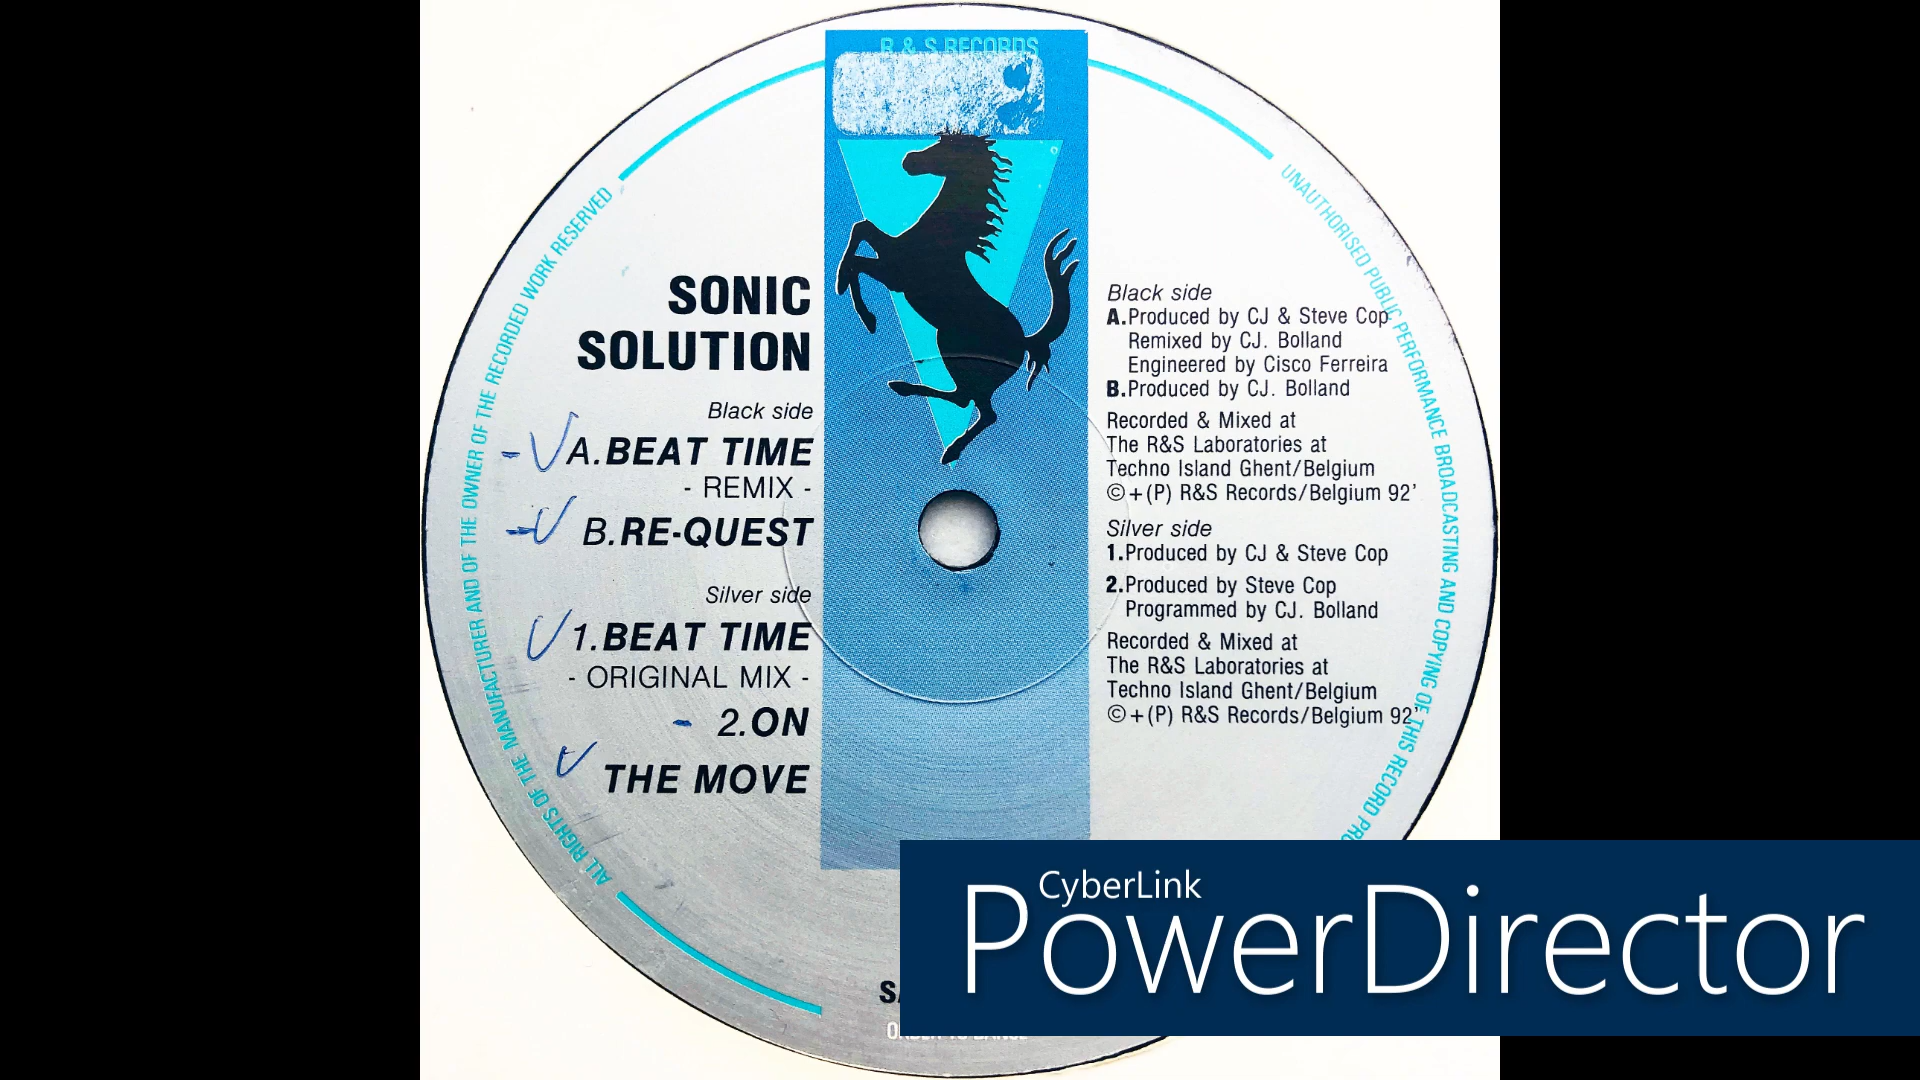 R & S RECORDS
SONIC
SOLUTION
Black side
A.BEAT TIME
- REMIX -
B.RE-QUEST
Silver side
1.BEAT TIME
- ORIGINAL MIX -
2.ON
THE MOVE
Black side
A.Produced by CJ & Steve Cop
Remixed by CJ. Bolland
Engineered by Cisco Ferreira
B.Produced by CJ. Bolland
Recorded & Mixed at
The R&S Laboratories at
Techno Island Ghent/Belgium
©+(P) R&S Records/Belgium 92'
Silver side
1.Produced by CJ & Steve Cop
2.Produced by Steve Cop
Programmed by CJ. Bolland
Recorded & Mixed at
The R&S Laboratories at
Techno Island Ghent/Belgium
©+(P) R&S Records/Belgium 92'
ALL RIGHTS OF THE MANUFACTURER AND OF THE OWNER OF THE RECORDED WORK RESERVED
UNAUTHORISED PUBLIC PERFORMANCE BROADCASTING AND COPYING OF THIS RECORD
CyberLink
PowerDirector